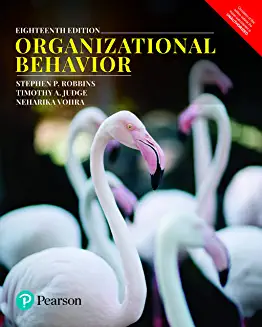 EIGHTEENTH EDITION
ORGANIZATIONAL
BEHAVIOR
STEPHEN P. ROBBINS
TIMOTHY A. JUDGE
NEHARIKA VOHRA
Pearson